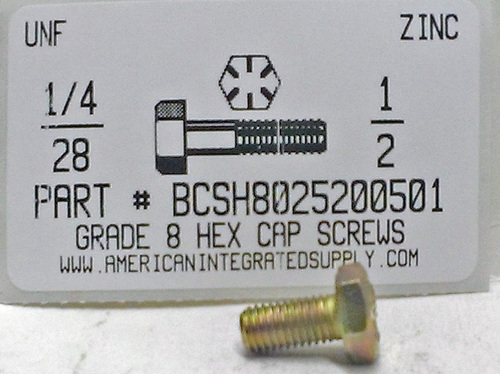 UNF ZINC
1/4 1
28 2
PART # BCSH8025200501
GRADE 8 HEX CAP SCREWS
WWW.AMERICANINTEGRATEDSUPPLY.COM